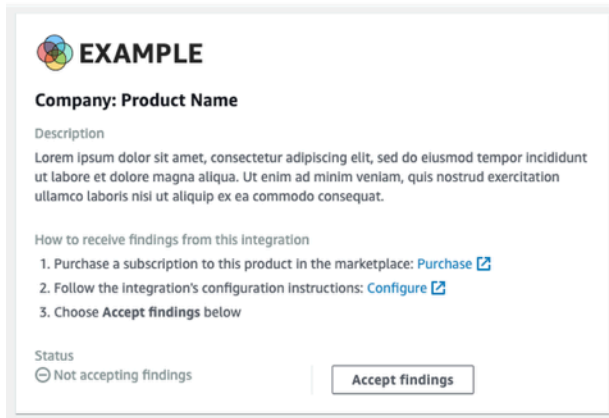 EXAMPLE
Company: Product Name
Description
Lorem ipsum dolor sit amet, consectetur adipiscing elit, sed do eiusmod tempor incididunt
ut labore et dolore magna aliqua. Ut enim ad minim veniam, quis nostrud exercitation
ullamco laboris nisi ut aliquip ex ea commodo consequat.
How to receive findings from this integration
1. Purchase a subscription to this product in the marketplace: Purchase
2. Follow the integration's configuration instructions: Configure
3. Choose Accept findings below
Status
Not accepting findings
Accept findings